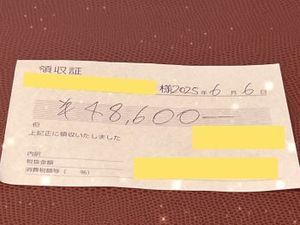 領収証
様 2025年 6月 6日
¥48,600—
但
上記正に領収いたしました
内訳
税抜金額
消費税額等( %)